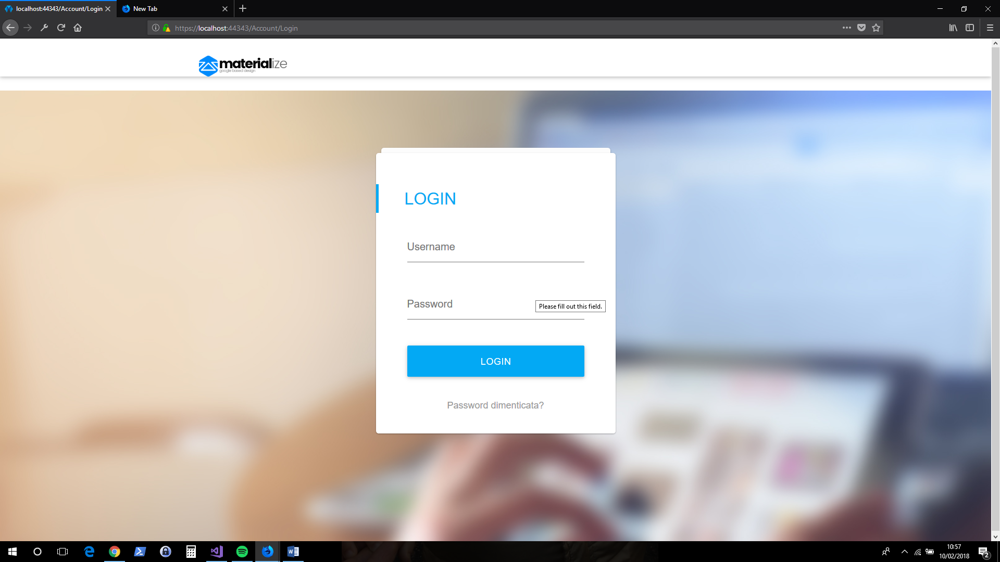 localhost:44343/Account/Login
New Tab
https://localhost:44343/Account/Login
materialize
google based design
LOGIN
Username
Password
Please fill out this field.
LOGIN
Password dimenticata?
10:57
10/02/2018
2